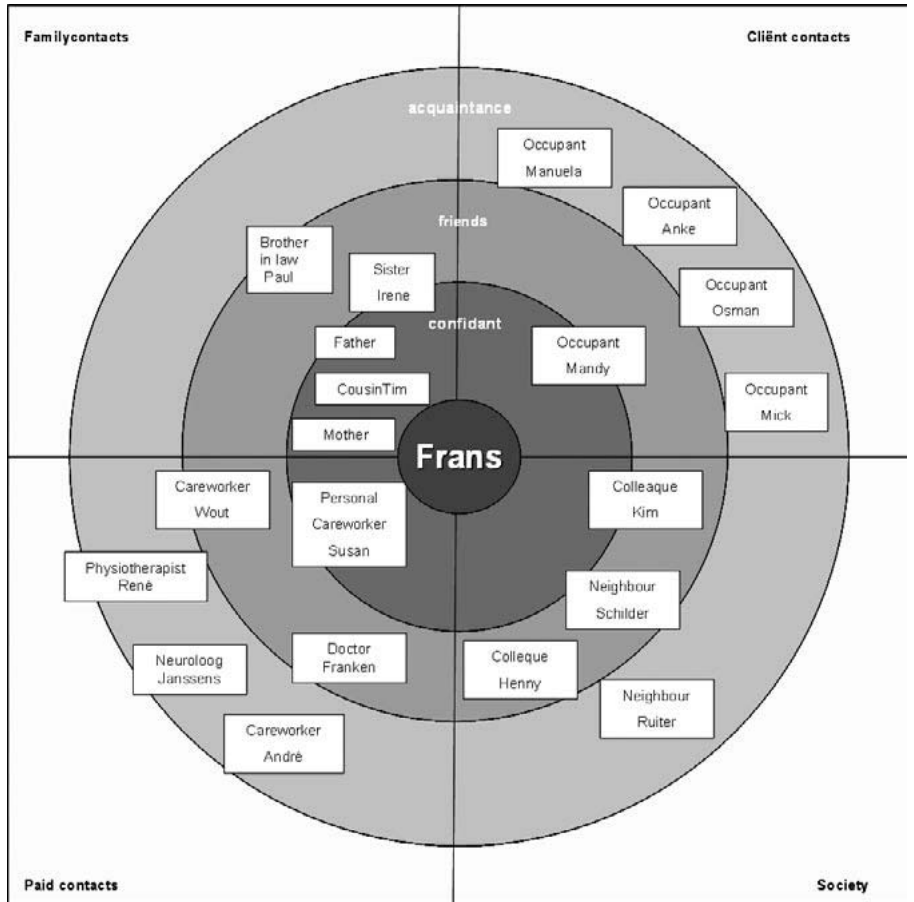 Familycontacts
Cliënt contacts
acquaintance
Occupant
Manuela
Occupant
Anke
friends
Brother
in law
Paul
Sister
Irene
Occupant
Osman
confidant
Father
Occupant
Mandy
CousinTim
Occupant
Mick
Mother
Frans
Careworker
Wout
Personal
Careworker
Susan
Colleaque
Kim
Physiotherapist
René
Neighbour
Schilder
Doctor
Franken
Neuroloog
Janssens
Colleque
Henny
Neighbour
Ruiter
Careworker
André
Paid contacts
Society